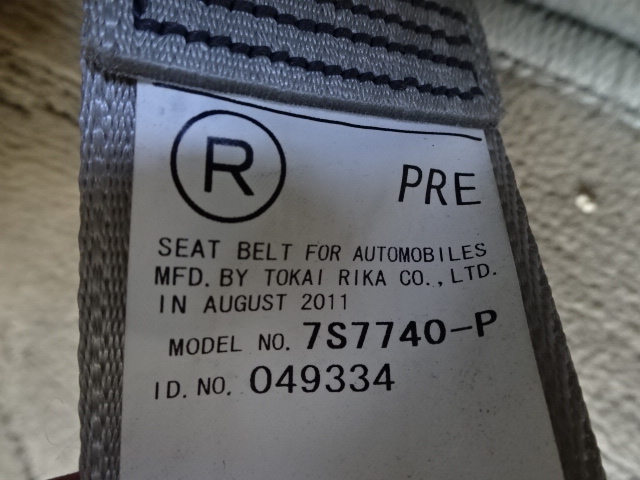 R PRE
SEAT BELT FOR AUTOMOBILES
MFD. BY TOKAI RIKA CO., LTD.
IN AUGUST 2011
MODEL NO. 7S7740-P
ID. NO. 049334